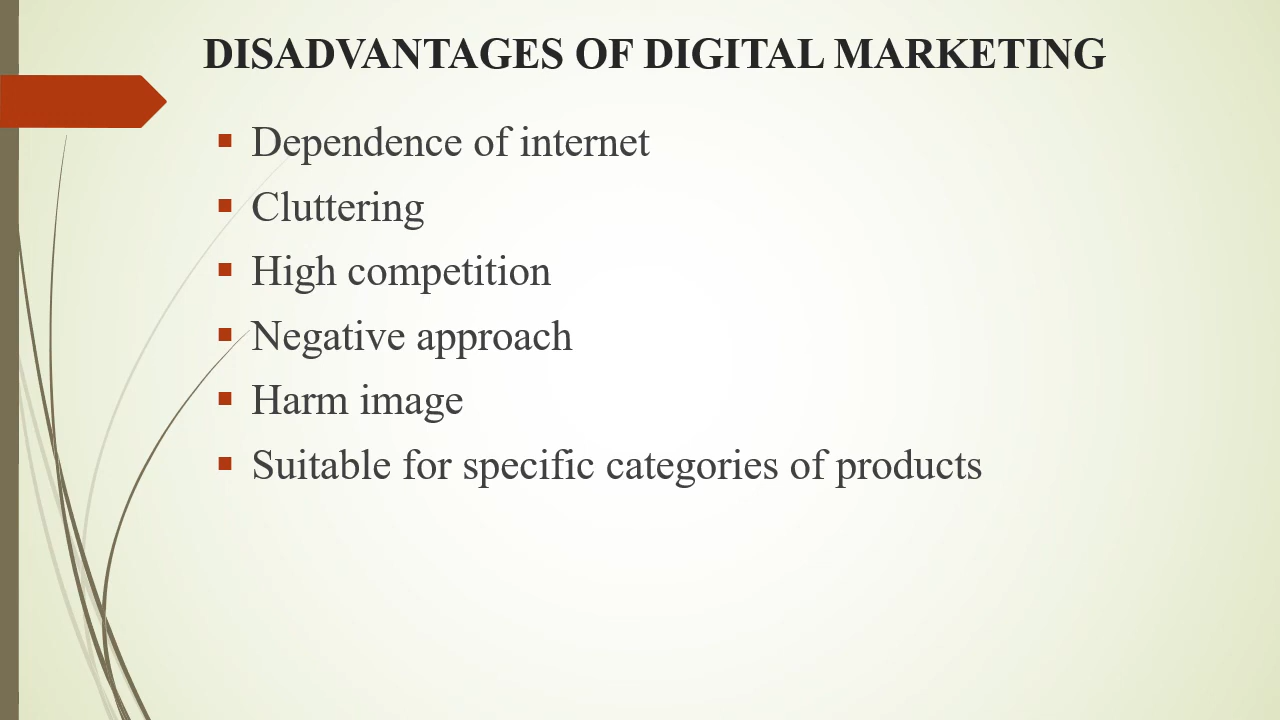 DISADVANTAGES OF DIGITAL MARKETING
Dependence of internet
Cluttering
High competition
Negative approach
Harm image
Suitable for specific categories of products